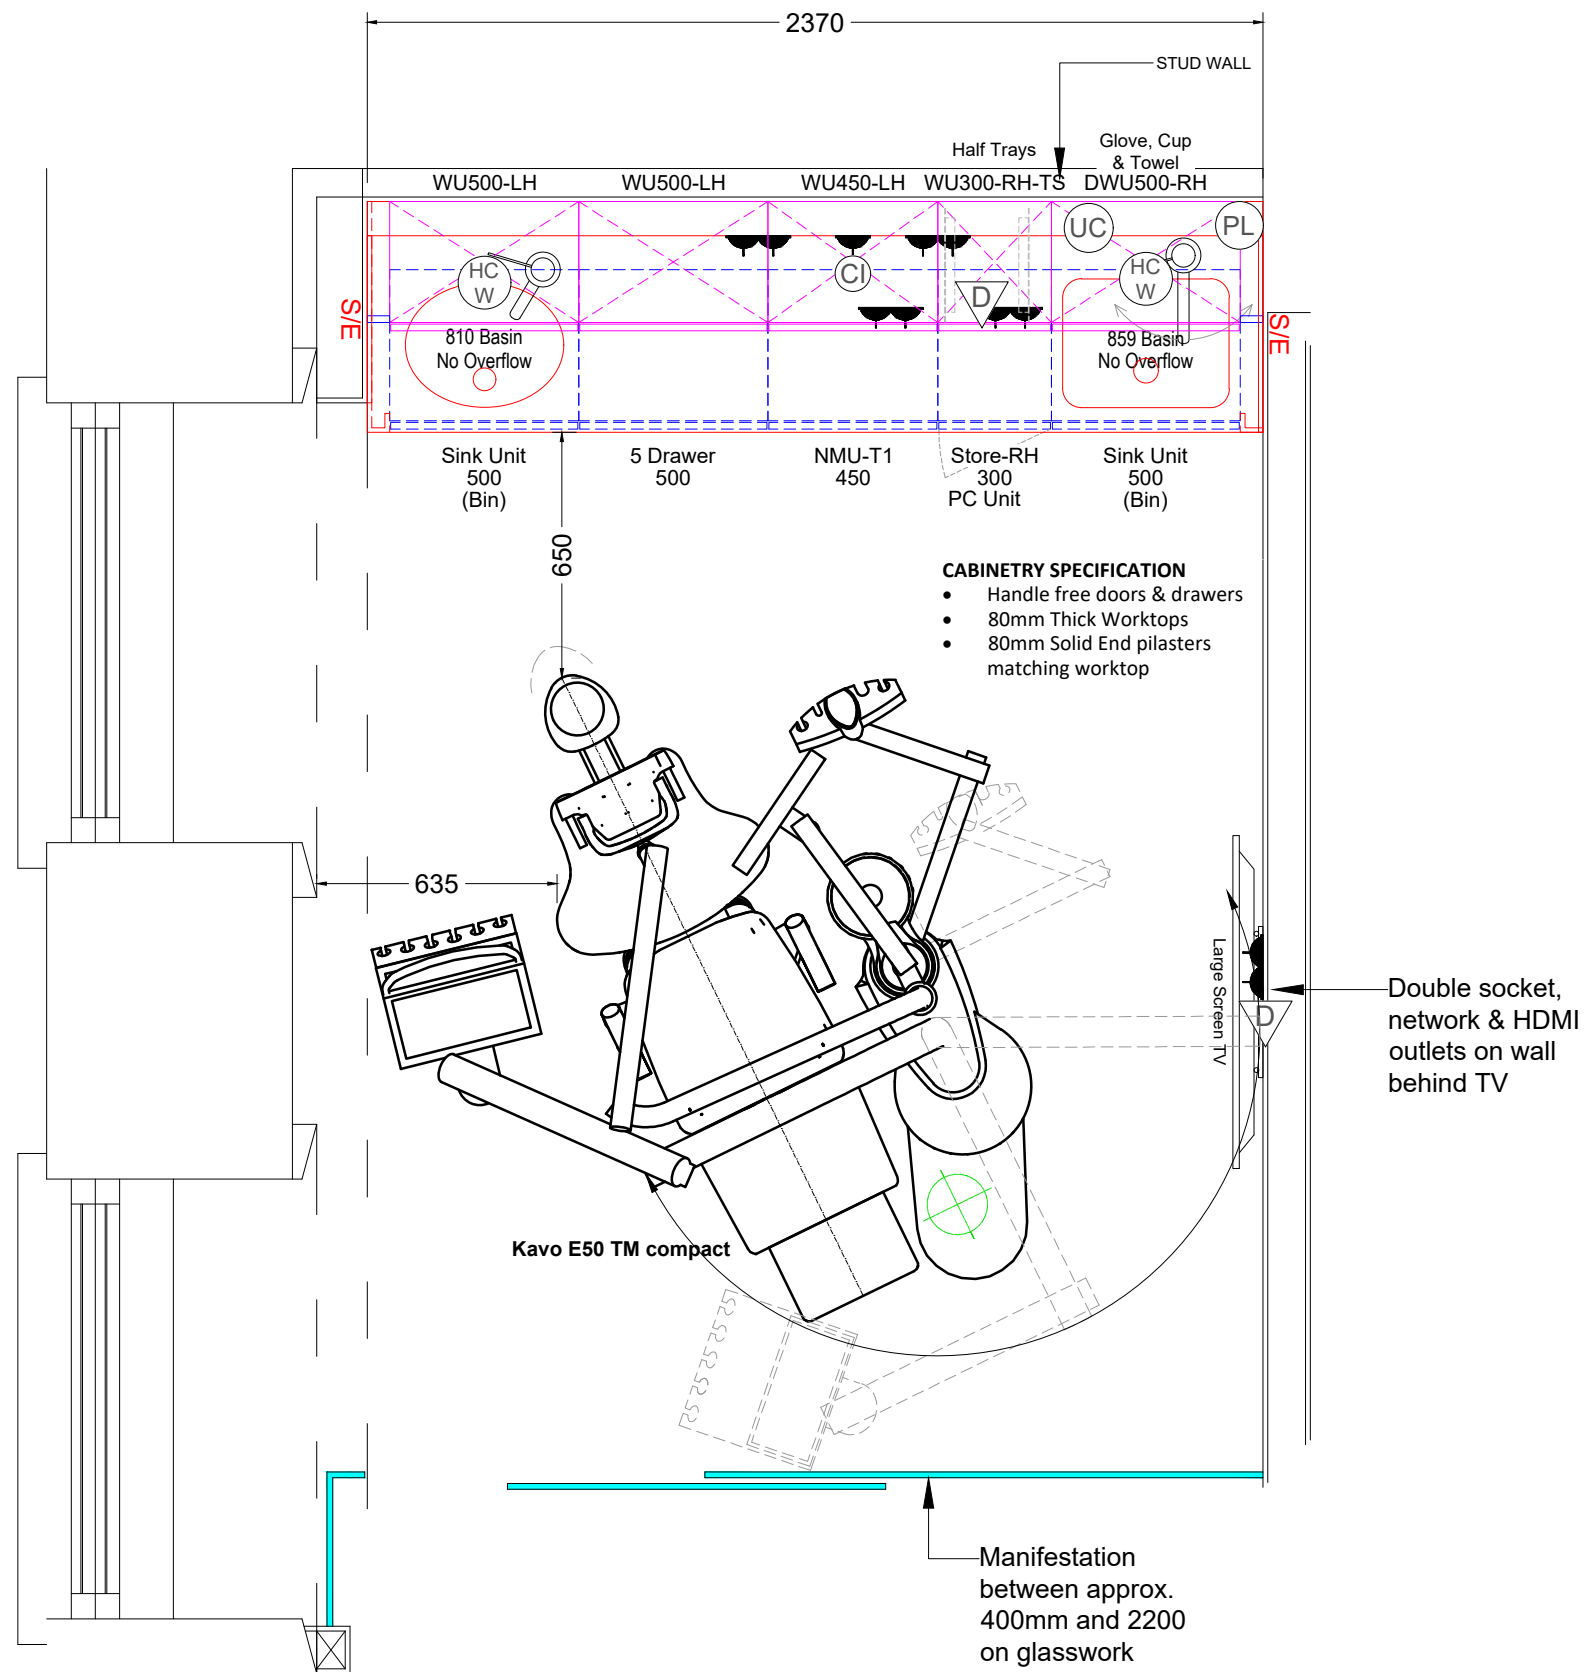 2370
STUD WALL
Half Trays
Glove, Cup
& Towel
WU500-LH
WU500-LH
WU450-LH
WU300-RH-TS
DWU500-RH
UC
PL
HC
W
CI
D
HC
W
S/E
S/E
810 Basin
No Overflow
859 Basin
No Overflow
Sink Unit
500
(Bin)
5 Drawer
500
NMU-T1
450
Store-RH
300
PC Unit
Sink Unit
500
(Bin)
650
CABINETRY SPECIFICATION
• Handle free doors & drawers
• 80mm Thick Worktops
• 80mm Solid End pilasters
matching worktop
635
Large Screen TV
D
Double socket,
network & HDMI
outlets on wall
behind TV
Kavo E50 TM compact
Manifestation
between approx.
400mm and 2200
on glasswork